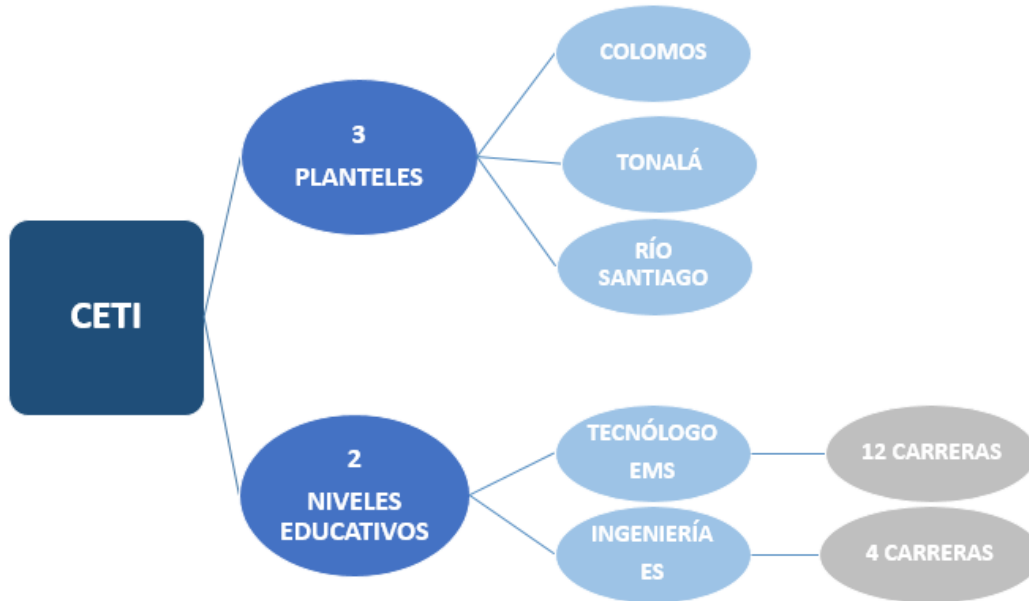 CETI
3
PLANTELES
COLOMOS
TONALÁ
RÍO
SANTIAGO
2
NIVELES
EDUCATIVOS
TECNÓLOGO
EMS
12 CARRERAS
INGENIERÍA
ES
4 CARRERAS